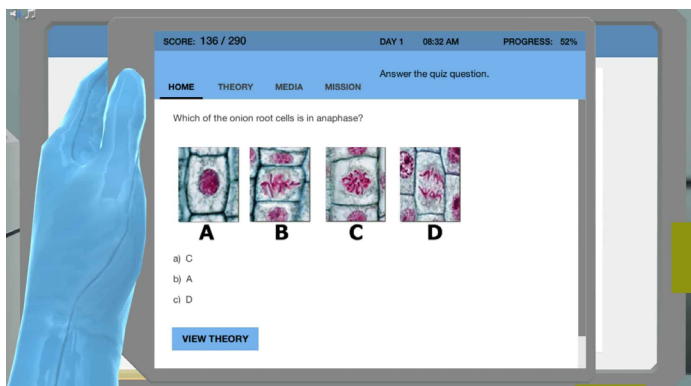 SCORE: 136 / 290 DAY 1 08:32 AM PROGRESS: 52%
Answer the quiz question.
HOME THEORY MEDIA MISSION
Which of the onion root cells is in anaphase?
A B C D
a) C
b) A
c) D
VIEW THEORY